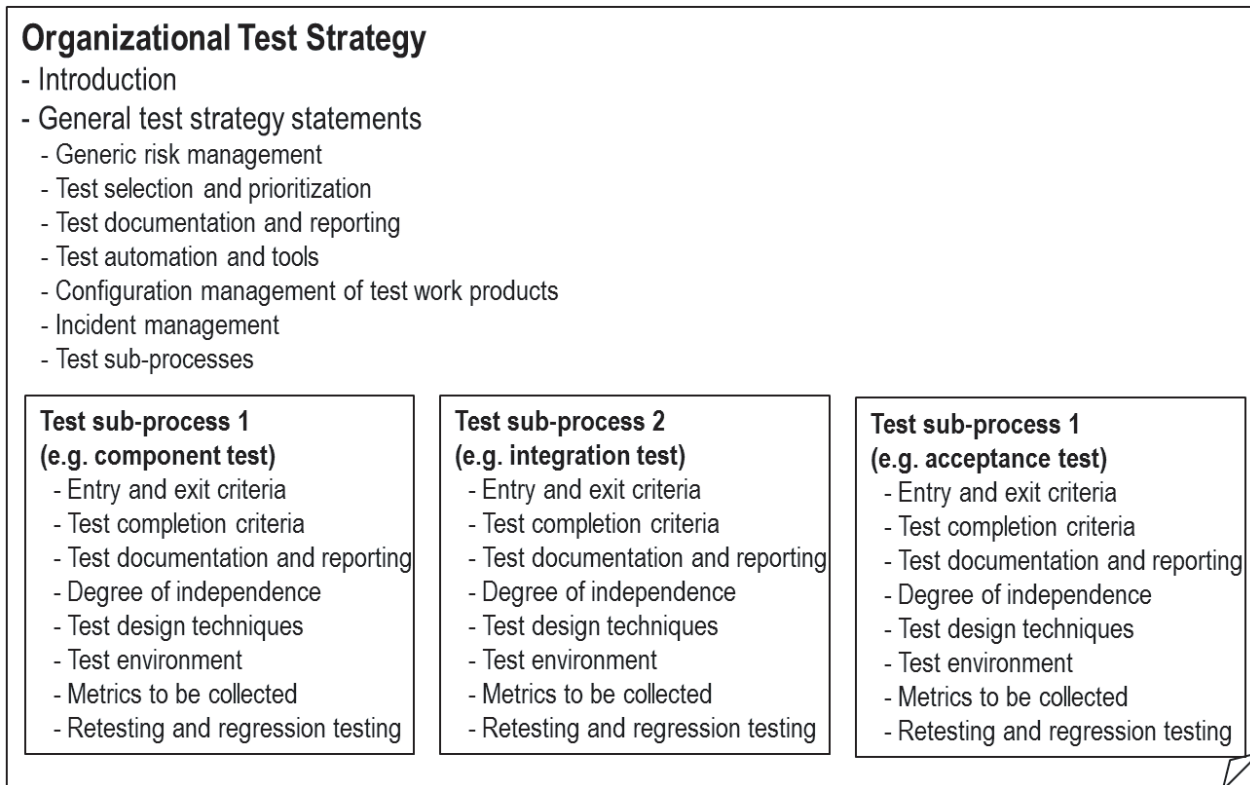 Organizational Test Strategy
- Introduction
- General test strategy statements
- Generic risk management
- Test selection and prioritization
- Test documentation and reporting
- Test automation and tools
- Configuration management of test work products
- Incident management
- Test sub-processes
Test sub-process 1
(e.g. component test)
- Entry and exit criteria
- Test completion criteria
- Test documentation and reporting
- Degree of independence
- Test design techniques
- Test environment
- Metrics to be collected
- Retesting and regression testing
Test sub-process 2
(e.g. integration test)
- Entry and exit criteria
- Test completion criteria
- Test documentation and reporting
- Degree of independence
- Test design techniques
- Test environment
- Metrics to be collected
- Retesting and regression testing
Test sub-process 1
(e.g. acceptance test)
- Entry and exit criteria
- Test completion criteria
- Test documentation and reporting
- Degree of independence
- Test design techniques
- Test environment
- Metrics to be collected
- Retesting and regression testing